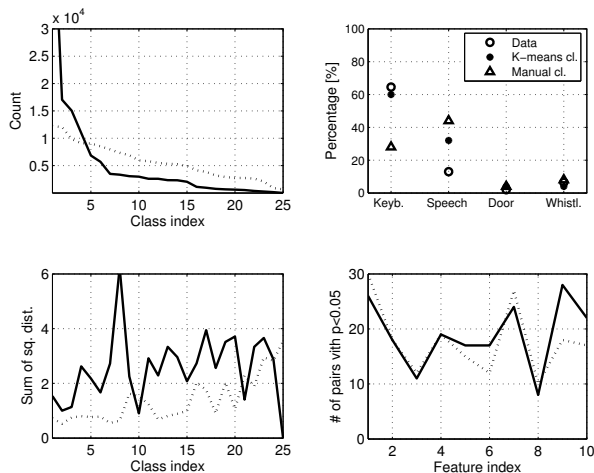 x 10^4
3
2.5
2
1.5
1
0.5
5 10 15 20 25
Class index
Count
100
80
60
40
20
0
Keyb. Speech Door Whistl.
Percentage [%]
Data
K-means cl.
Manual cl.
6
4
2
0
5 10 15 20 25
Class index
Sum of sq. dist.
30
20
10
0
2 4 6 8 10
Feature index
# of pairs vith p<0.05